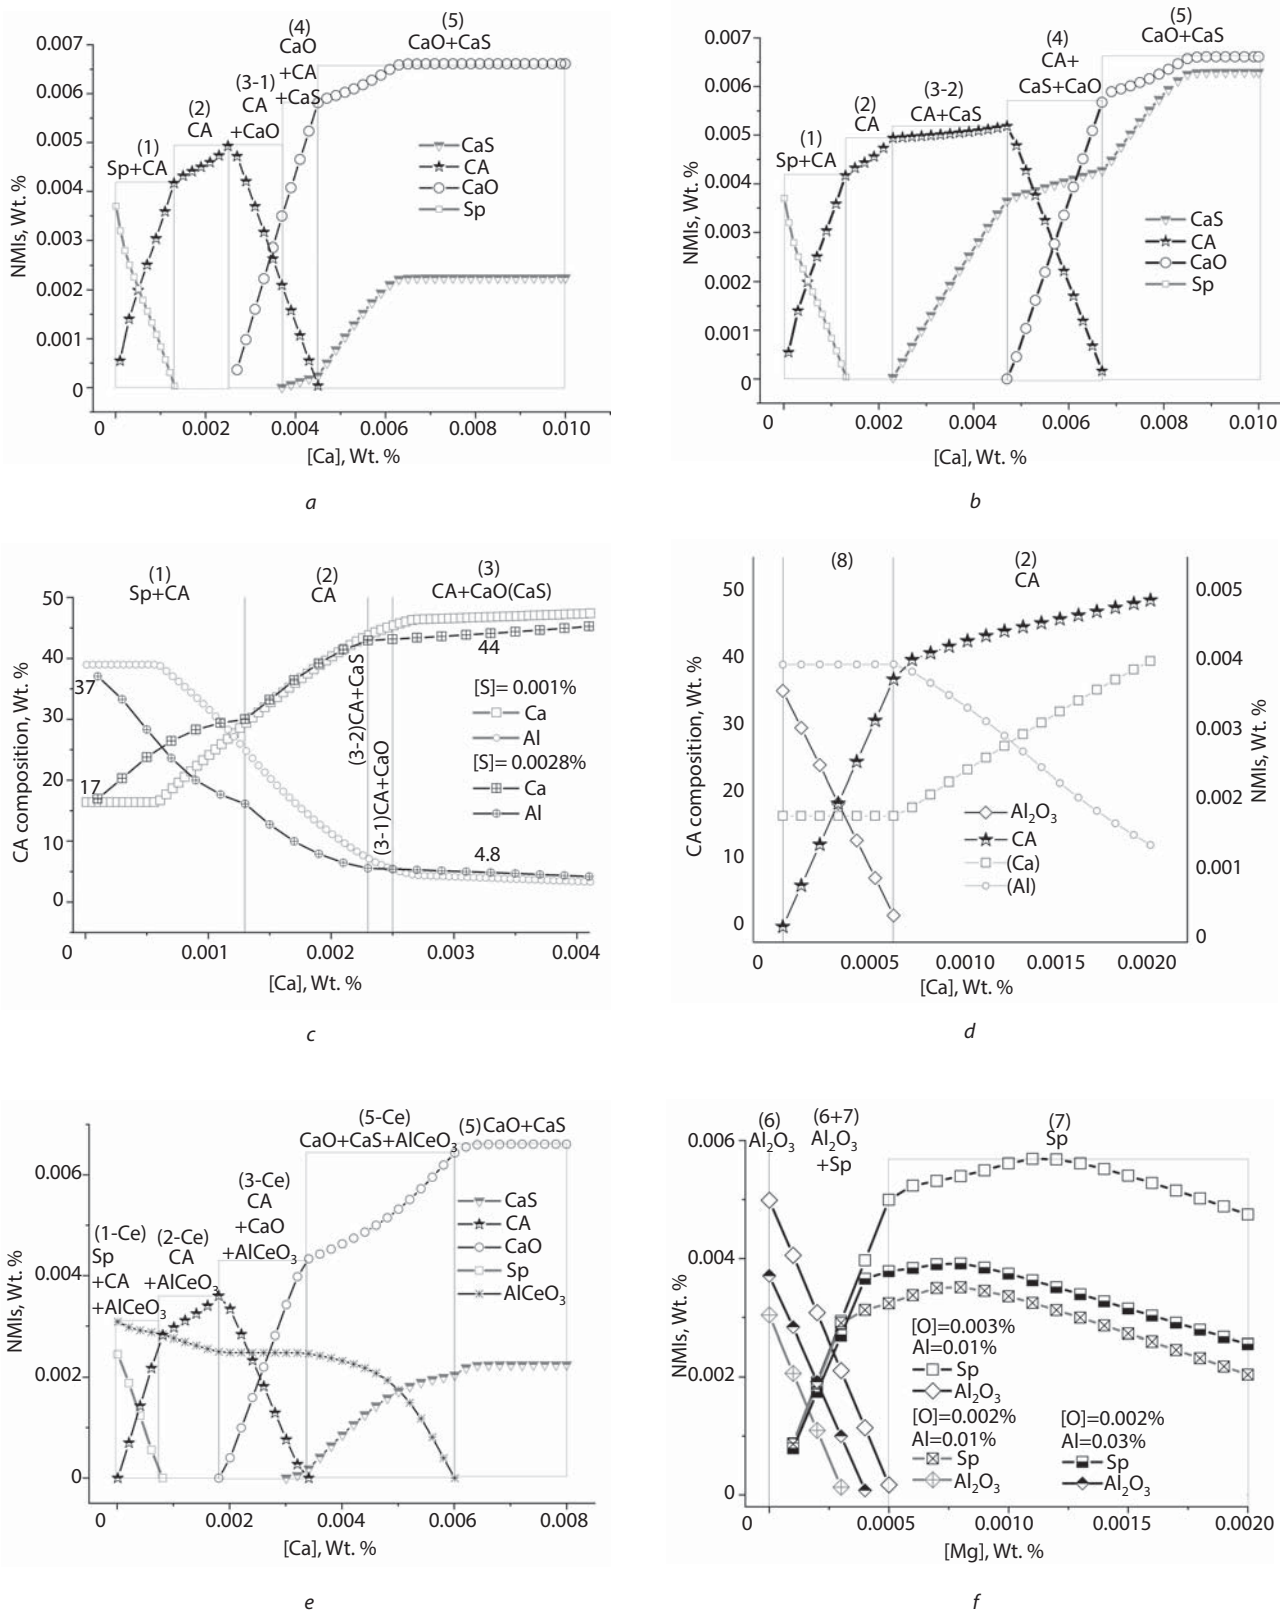 (1)
Sp+CA
(2)
CA
(3-1)
CA
+CaO
(4)
CaO
+CA
+CaS
(5)
CaO+CaS
0.007
0.006
0.005
0.004
0.003
0.002
0.001
0
NMIs, Wt. %
CaS
CA
CaO
Sp
0
0.002
0.004
0.006
0.008
0.010
[Ca], Wt. %
a
(1)
Sp+CA
(2)
CA
(3-2)
CA+CaS
(4)
CA+
CaS+CaO
(5)
CaO+CaS
0.007
0.006
0.005
0.004
0.003
0.002
0.001
0
NMIs, Wt. %
CaS
CA
CaO
Sp
0
0.002
0.004
0.006
0.008
0.010
[Ca], Wt. %
b
(1)
Sp+CA
(2)
CA
(3)
CA+CaO(CaS)
50
40
30
20
10
0
37
17
44
4.8
CA composition, Wt. %
(3-2)CA+CaS
(3-1)CA+CaO
[S]= 0.001%
Ca
Al
[S]= 0.0028%
Ca
Al
0
0.001
0.002
0.003
0.004
[Ca], Wt. %
c
(8)
(2)
CA
50
40
30
20
10
0
CA composition, Wt. %
Al2O3
CA
(Ca)
(Al)
0.005
0.004
0.003
0.002
0.001
0
NMIs, Wt. %
0
0.0005
0.0010
0.0015
0.0020
[Ca], Wt. %
d
(1-Ce)
Sp
+CA
+AlCeO3
(2-Ce)
CA
+AlCeO3
(3-Ce)
CA
+CaO
+AlCeO3
(5-Ce)
CaO+CaS+AlCeO3
(5) CaO+CaS
0.006
0.004
0.002
0
NMIs, Wt. %
CaS
CA
CaO
Sp
AlCeO3
0
0.002
0.004
0.006
0.008
[Ca], Wt. %
e
(6)
Al2O3
(6+7)
Al2O3
+Sp
(7)
Sp
0.006
0.004
0.002
0
NMIs, Wt. %
[O]=0.003%
Al=0.01%
Sp
Al2O3
[O]=0.002%
Al=0.01%
Sp
Al2O3
[O]=0.002%
Al=0.03%
Sp
Al2O3
0
0.0005
0.0010
0.0015
0.0020
[Mg], Wt. %
f